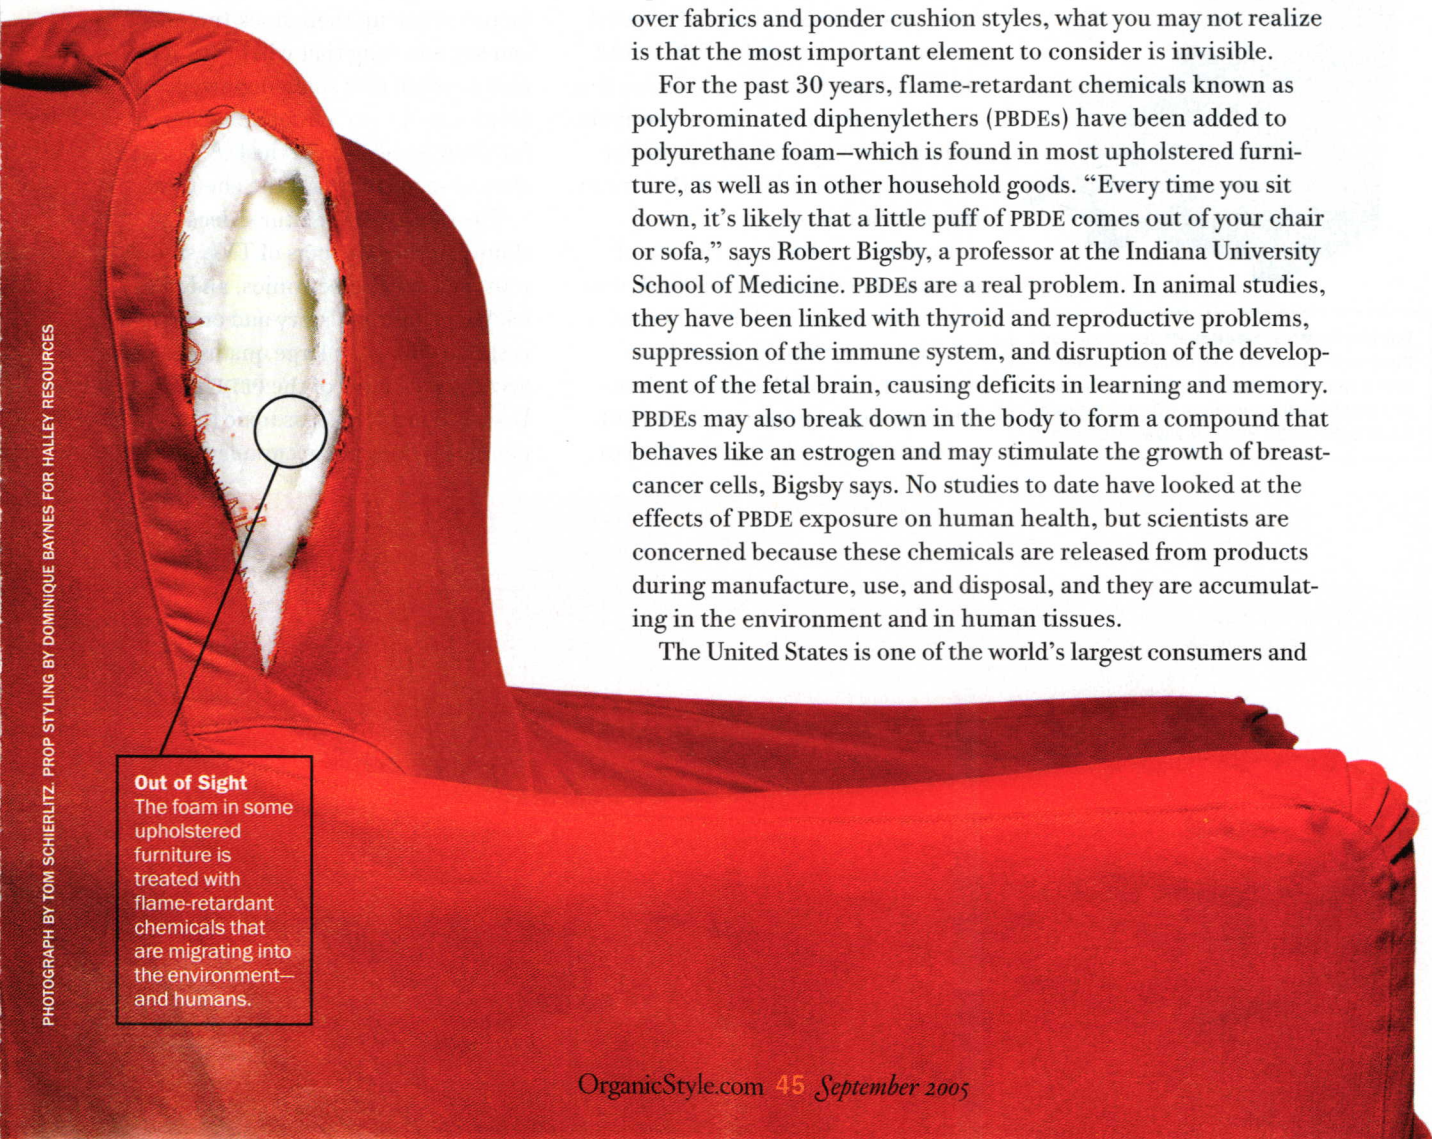 over fabrics and ponder cushion styles, what you may not realize
is that the most important element to consider is invisible.
For the past 30 years, flame-retardant chemicals known as
polybrominated diphenylethers (PBDEs) have been added to
polyurethane foam—which is found in most upholstered furni-
ture, as well as in other household goods. “Every time you sit
down, it’s likely that a little puff of PBDE comes out of your chair
or sofa,” says Robert Bigsby, a professor at the Indiana University
School of Medicine. PBDEs are a real problem. In animal studies,
they have been linked with thyroid and reproductive problems,
suppression of the immune system, and disruption of the develop-
ment of the fetal brain, causing deficits in learning and memory.
PBDEs may also break down in the body to form a compound that
behaves like an estrogen and may stimulate the growth of breast-
cancer cells, Bigsby says. No studies to date have looked at the
effects of PBDE exposure on human health, but scientists are
concerned because these chemicals are released from products
during manufacture, use, and disposal, and they are accumulat-
ing in the environment and in human tissues.
The United States is one of the world’s largest consumers and
PHOTOGRAPH BY TOM SCHIERLITZ. PROP STYLING BY DOMINIQUE BAYNES FOR HALLEY RESOURCES
Out of Sight
The foam in some
upholstered
furniture is
treated with
flame-retardant
chemicals that
are migrating into
the environment—
and humans.
OrganicStyle.com 45 September 2005